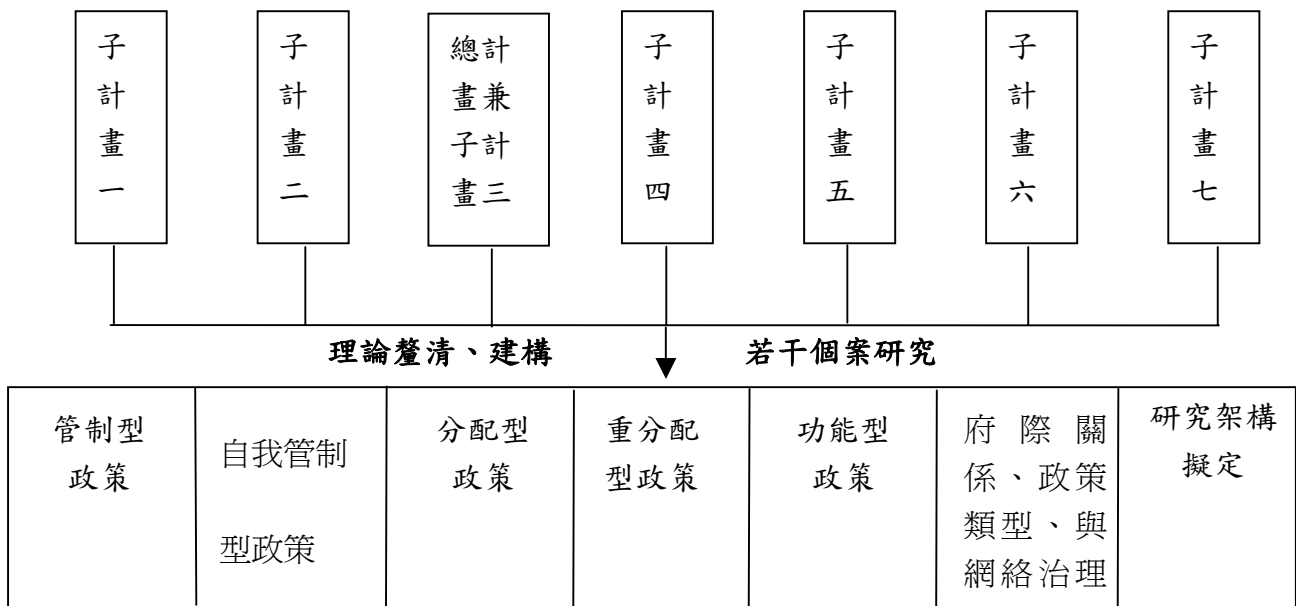 子計畫一
子計畫二
總計畫兼子計畫三
子計畫四
子計畫五
子計畫六
子計畫七
理論釐清、建構
若干個案研究
管制型
政策
自我管制
型政策
分配型
政策
重分配
型政策
功能型
政策
府際關
係、政策
類型、與
網絡治理
研究架構
擬定